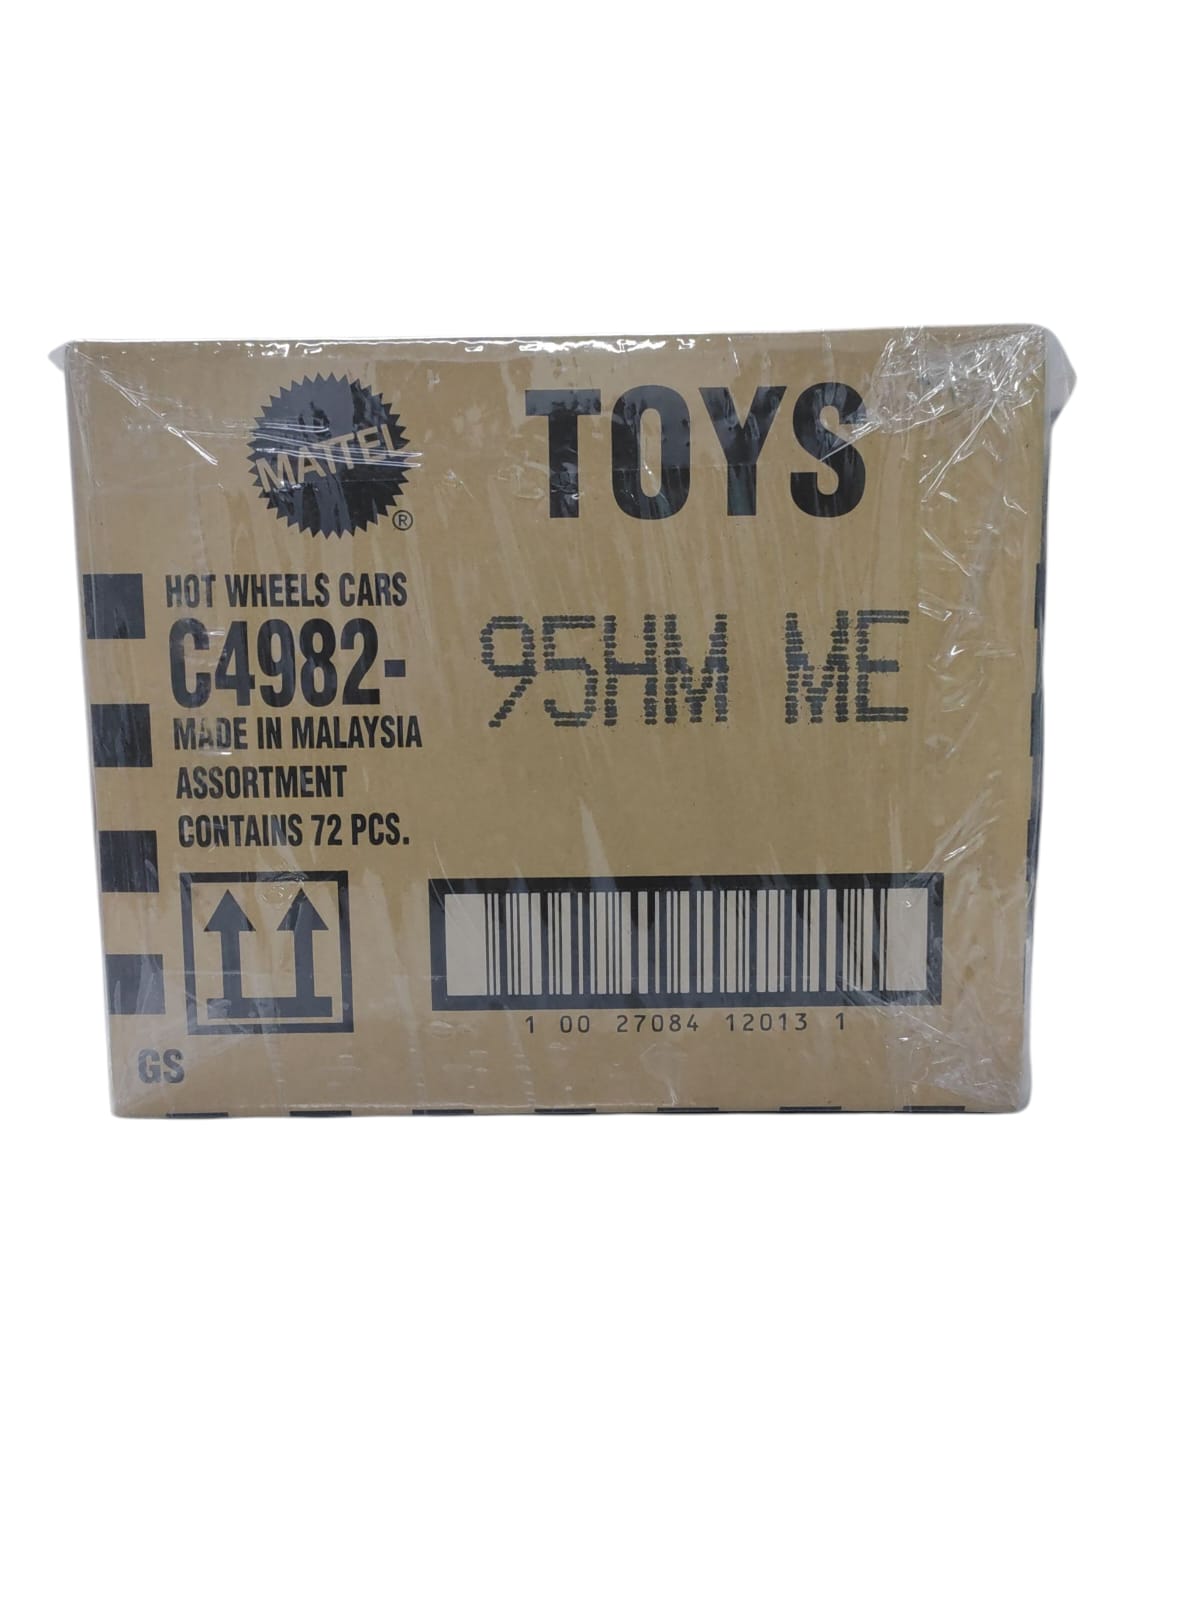 MATTEL
®
TOYS
HOT WHEELS CARS
C4982-
95HM ME
MADE IN MALAYSIA
ASSORTMENT
CONTAINS 72 PCS.
1 00 27084 12013 1
GS